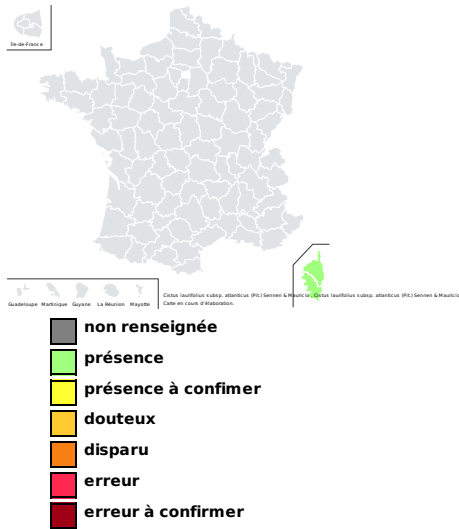 Île-de-France
Guadeloupe Martinique Guyane La Réunion Mayotte
Cistus laurifolius subsp. atlanticus (Pit.) Sennen & Mauricio , Cistus laurifolius subsp. atlanticus (Pit.) Sennen & Mauricio
Carte en cours d'élaboration.
non renseignée
présence
présence à confimer
douteux
disparu
erreur
erreur à confirmer